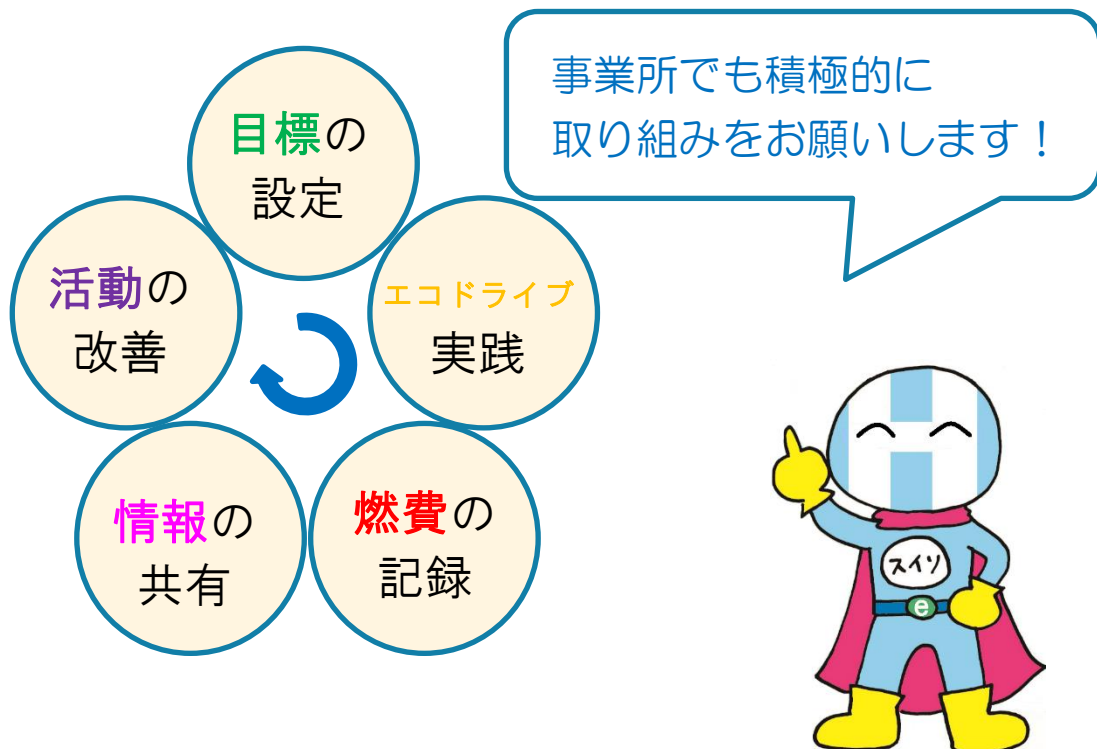 事業所でも積極的に
取り組みをお願いします！
目標の
設定
エコドライブ
実践
燃費の
記録
情報の
共有
活動の
改善
スイソ
e